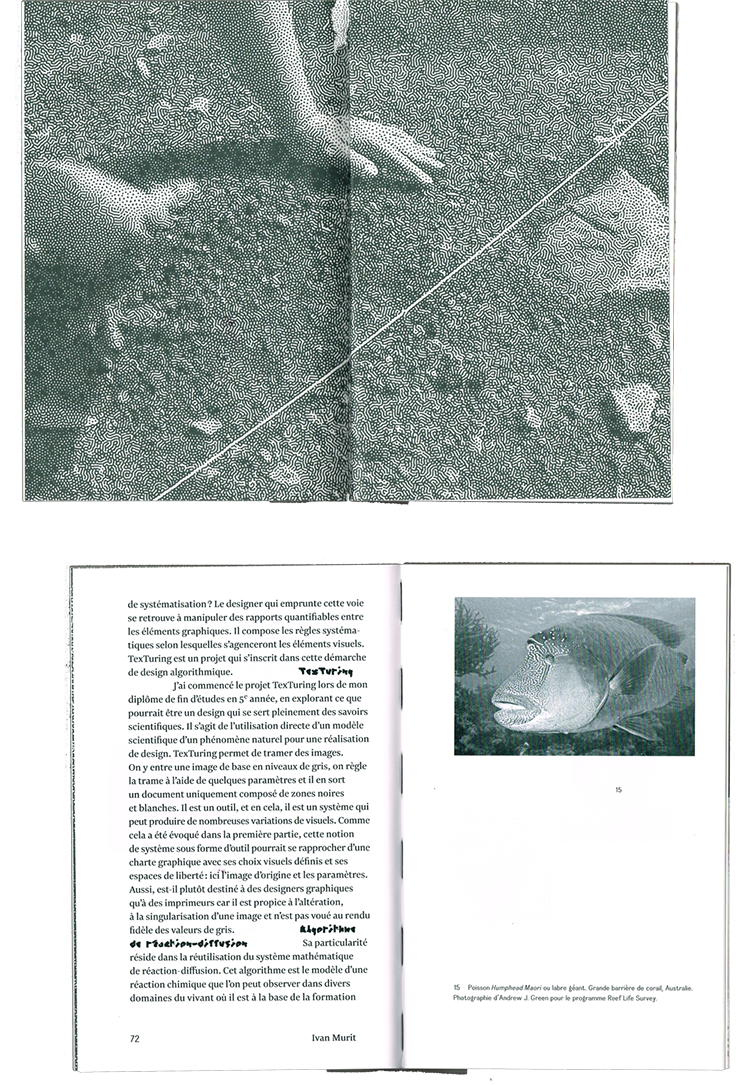 de systématisation ? Le designer qui emprunte cette voie
se retrouve à manipuler des rapports quantifiables entre
les éléments graphiques. Il compose les règles systéma-
tiques selon lesquelles s'agenceront les éléments visuels.
TexTuring est un projet qui s'inscrit dans cette démarche
de design algorithmique. TexTuring
J'ai commencé le projet TexTuring lors de mon
diplôme de fin d'études en 5e année, en explorant ce que
pourrait être un design qui se sert pleinement des savoirs
scientifiques. Il s'agit de l'utilisation directe d'un modèle
scientifique d'un phénomène naturel pour une réalisation
de design. TexTuring permet de tramer des images.
On y entre une image de base en niveaux de gris, on règle
la trame à l'aide de quelques paramètres et il en sort
un document uniquement composé de zones noires
et blanches. Il est un outil, et en cela, il est un système qui
peut produire de nombreuses variations de visuels. Comme
cela a été évoqué dans la première partie, cette notion
de système sous forme d'outil pourrait se rapprocher d'une
charte graphique avec ses choix visuels définis et ses
espaces de liberté : ici l'image d'origine et les paramètres.
Aussi, est-il plutôt destiné à des designers graphiques
qu'à des imprimeurs car il est propice à l'altération,
à la singularisation d'une image et n'est pas voué au rendu
fidèle des valeurs de gris. Algorithme
de réaction-diffusion Sa particularité
réside dans la réutilisation du système mathématique
de réaction-diffusion. Cet algorithme est le modèle d'une
réaction chimique que l'on peut observer dans divers
domaines du vivant où il est à la base de la formation
72 Ivan Murit
15
15 Poisson Humphead Maori ou labre géant. Grande barrière de corail, Australie.
Photographie d'Andrew J. Green pour le programme Reef Life Survey.